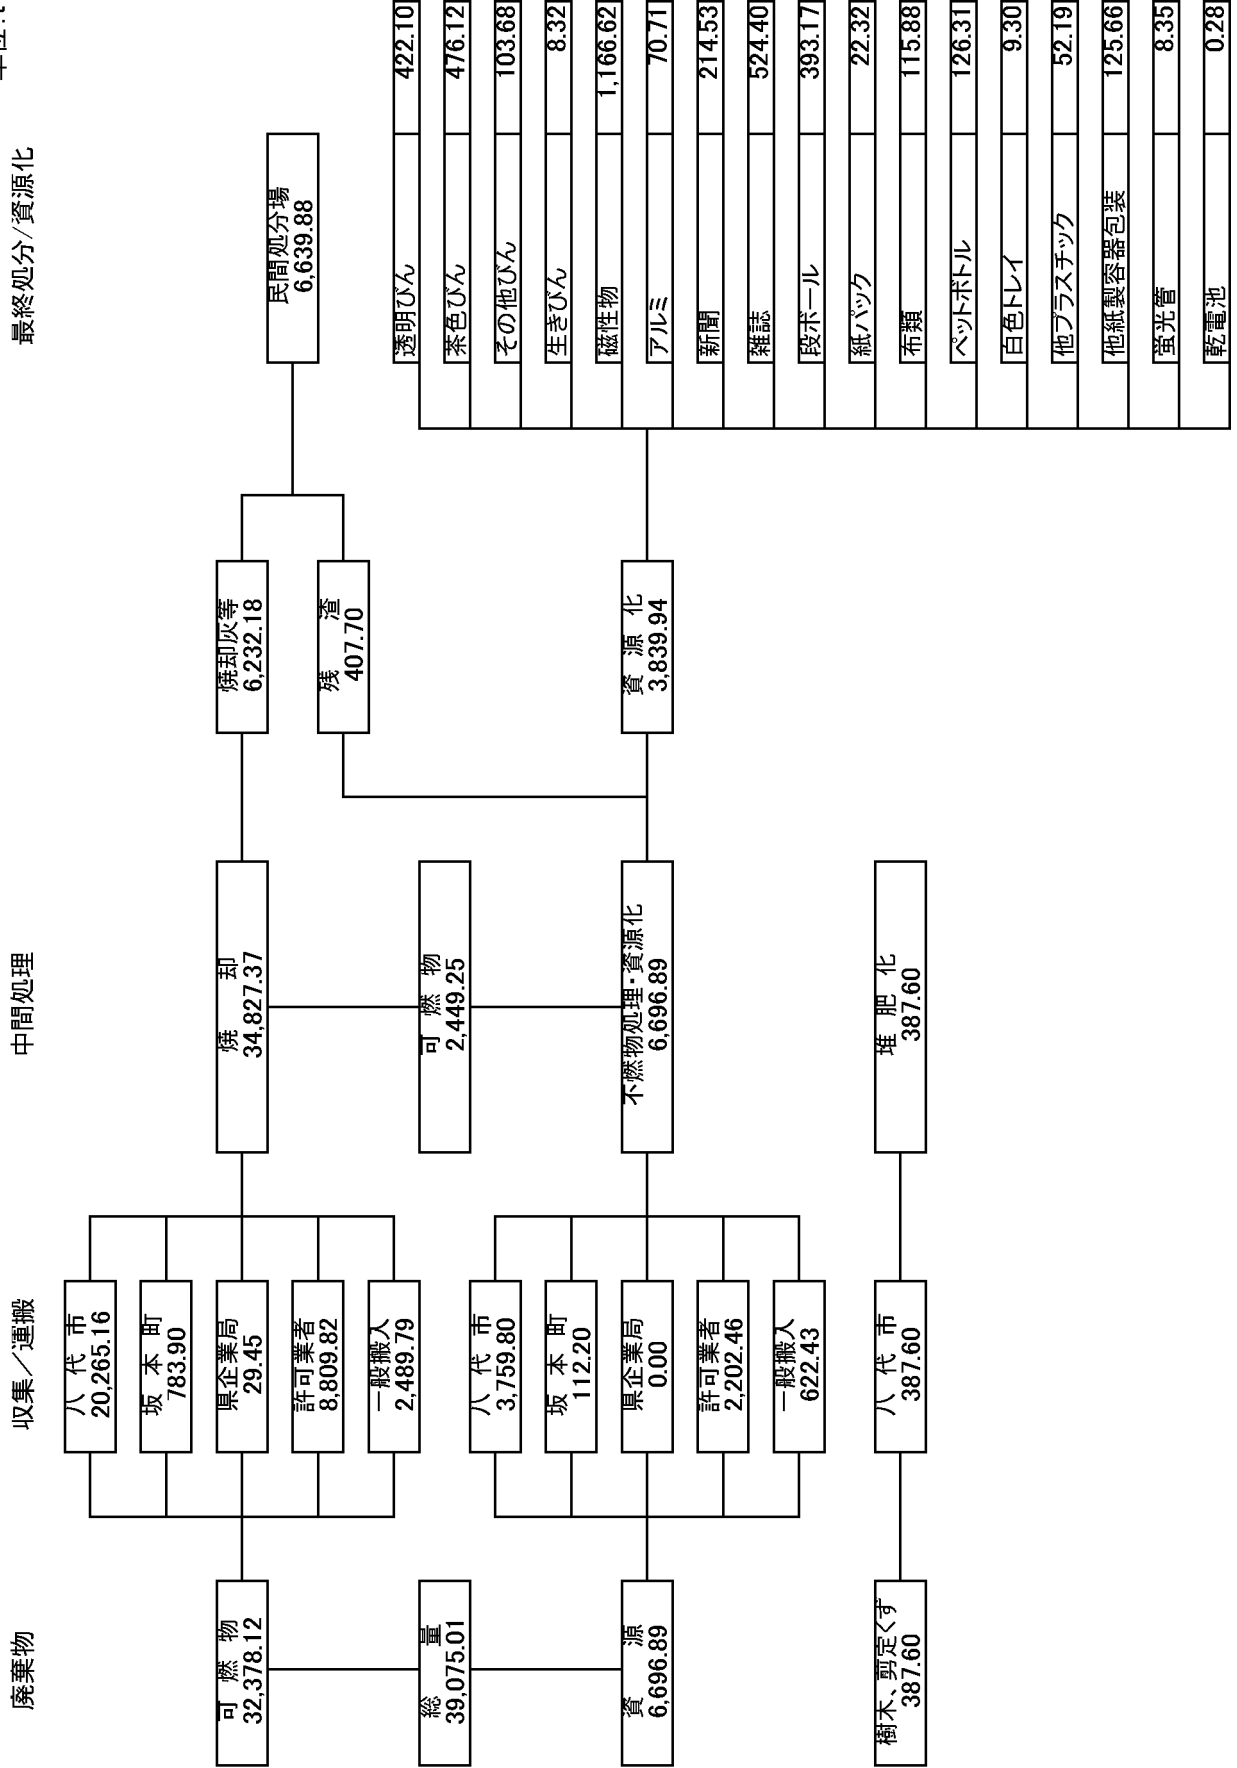 廃棄物
収集／運搬
中間処理
最終処分/資源化
単位:t
可燃物
32,378.12
総量
39,075.01
資源
6,696.89
樹木、剪定くず
387.60
八代市
20,265.16
坂本町
783.90
県企業局
29.45
許可業者
8,809.82
一般搬入
2,489.79
八代市
3,759.80
坂本町
112.20
県企業局
0.00
許可業者
2,202.46
一般搬入
622.43
八代市
387.60
焼却
34,827.37
可燃物
2,449.25
不燃物処理・資源化
6,696.89
堆肥化
387.60
焼却灰等
6,232.18
残渣
407.70
資源化
3,839.94
民間処分場
6,639.88
透明びん 422.10
茶色びん 476.12
その他びん 103.68
生きびん 8.32
磁性物 1,166.62
アルミ 70.71
新聞 214.53
雑誌 524.40
段ボール 393.17
紙パック 22.32
布類 115.88
ペットボトル 126.31
白色トレイ 9.30
他プラスチック 52.19
他紙製容器包装 125.66
蛍光管 8.35
乾電池 0.28